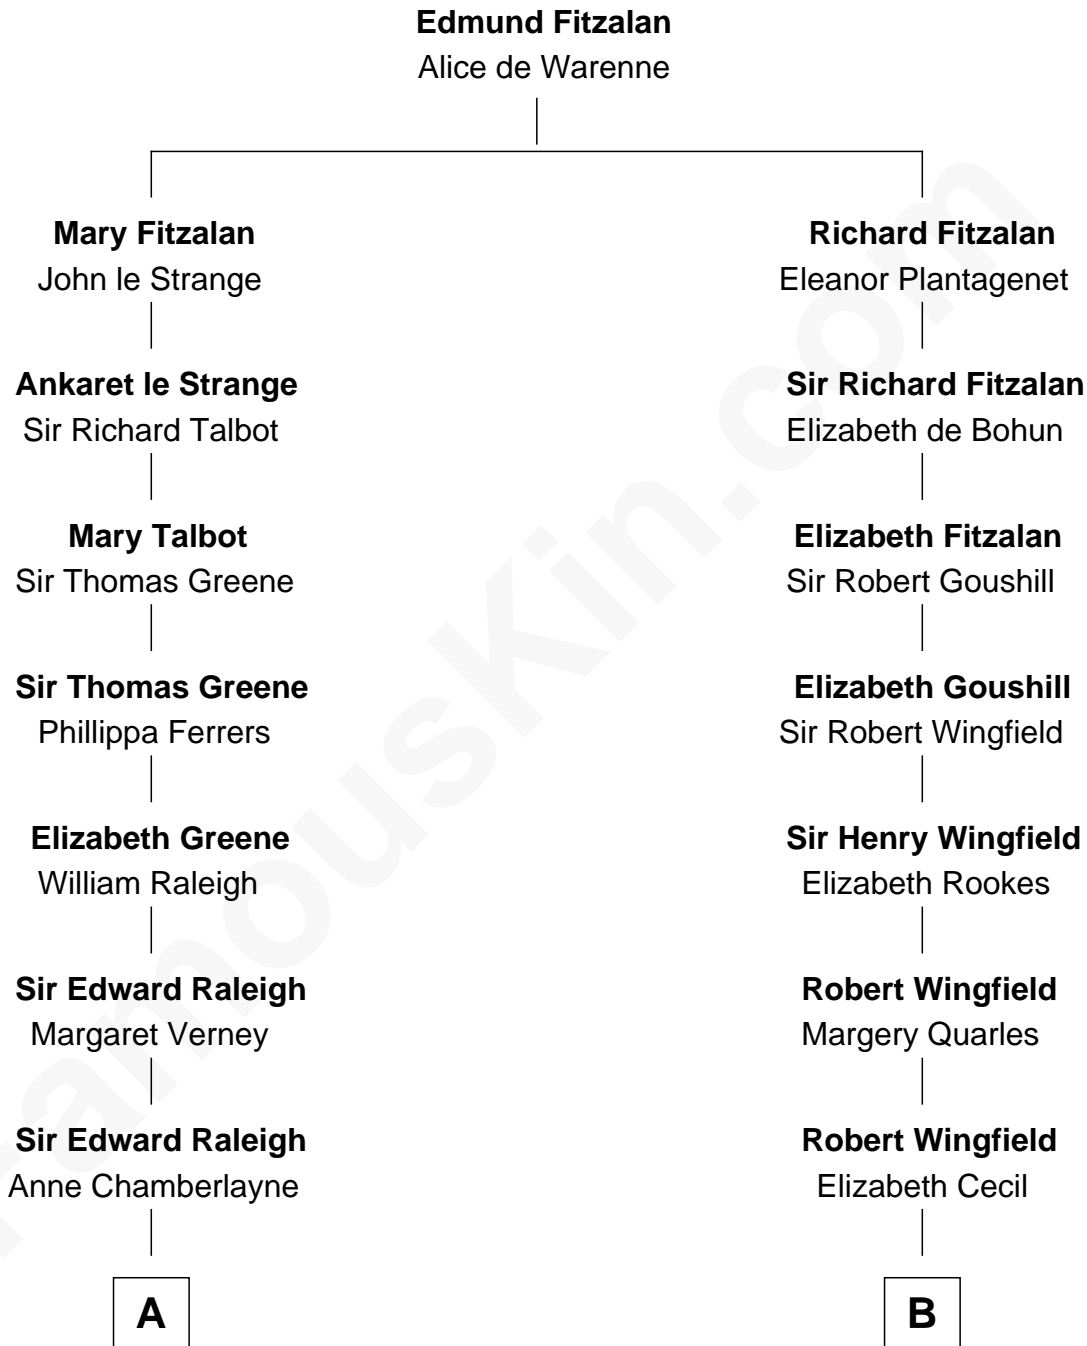 Edmund Fitzalan
Alice de Warenne
Mary Fitzalan
John le Strange
Richard Fitzalan
Eleanor Plantagenet
Ankaret le Strange
Sir Richard Talbot
Sir Richard Fitzalan
Elizabeth de Bohun
Mary Talbot
Sir Thomas Greene
Elizabeth Fitzalan
Sir Robert Goushill
Sir Thomas Greene
Phillippa Ferrers
Elizabeth Goushill
Sir Robert Wingfield
Elizabeth Greene
William Raleigh
Sir Henry Wingfield
Elizabeth Rookes
Sir Edward Raleigh
Margaret Verney
Robert Wingfield
Margery Quarles
Sir Edward Raleigh
Anne Chamberlayne
Robert Wingfield
Elizabeth Cecil
A
B
FamousKin.com